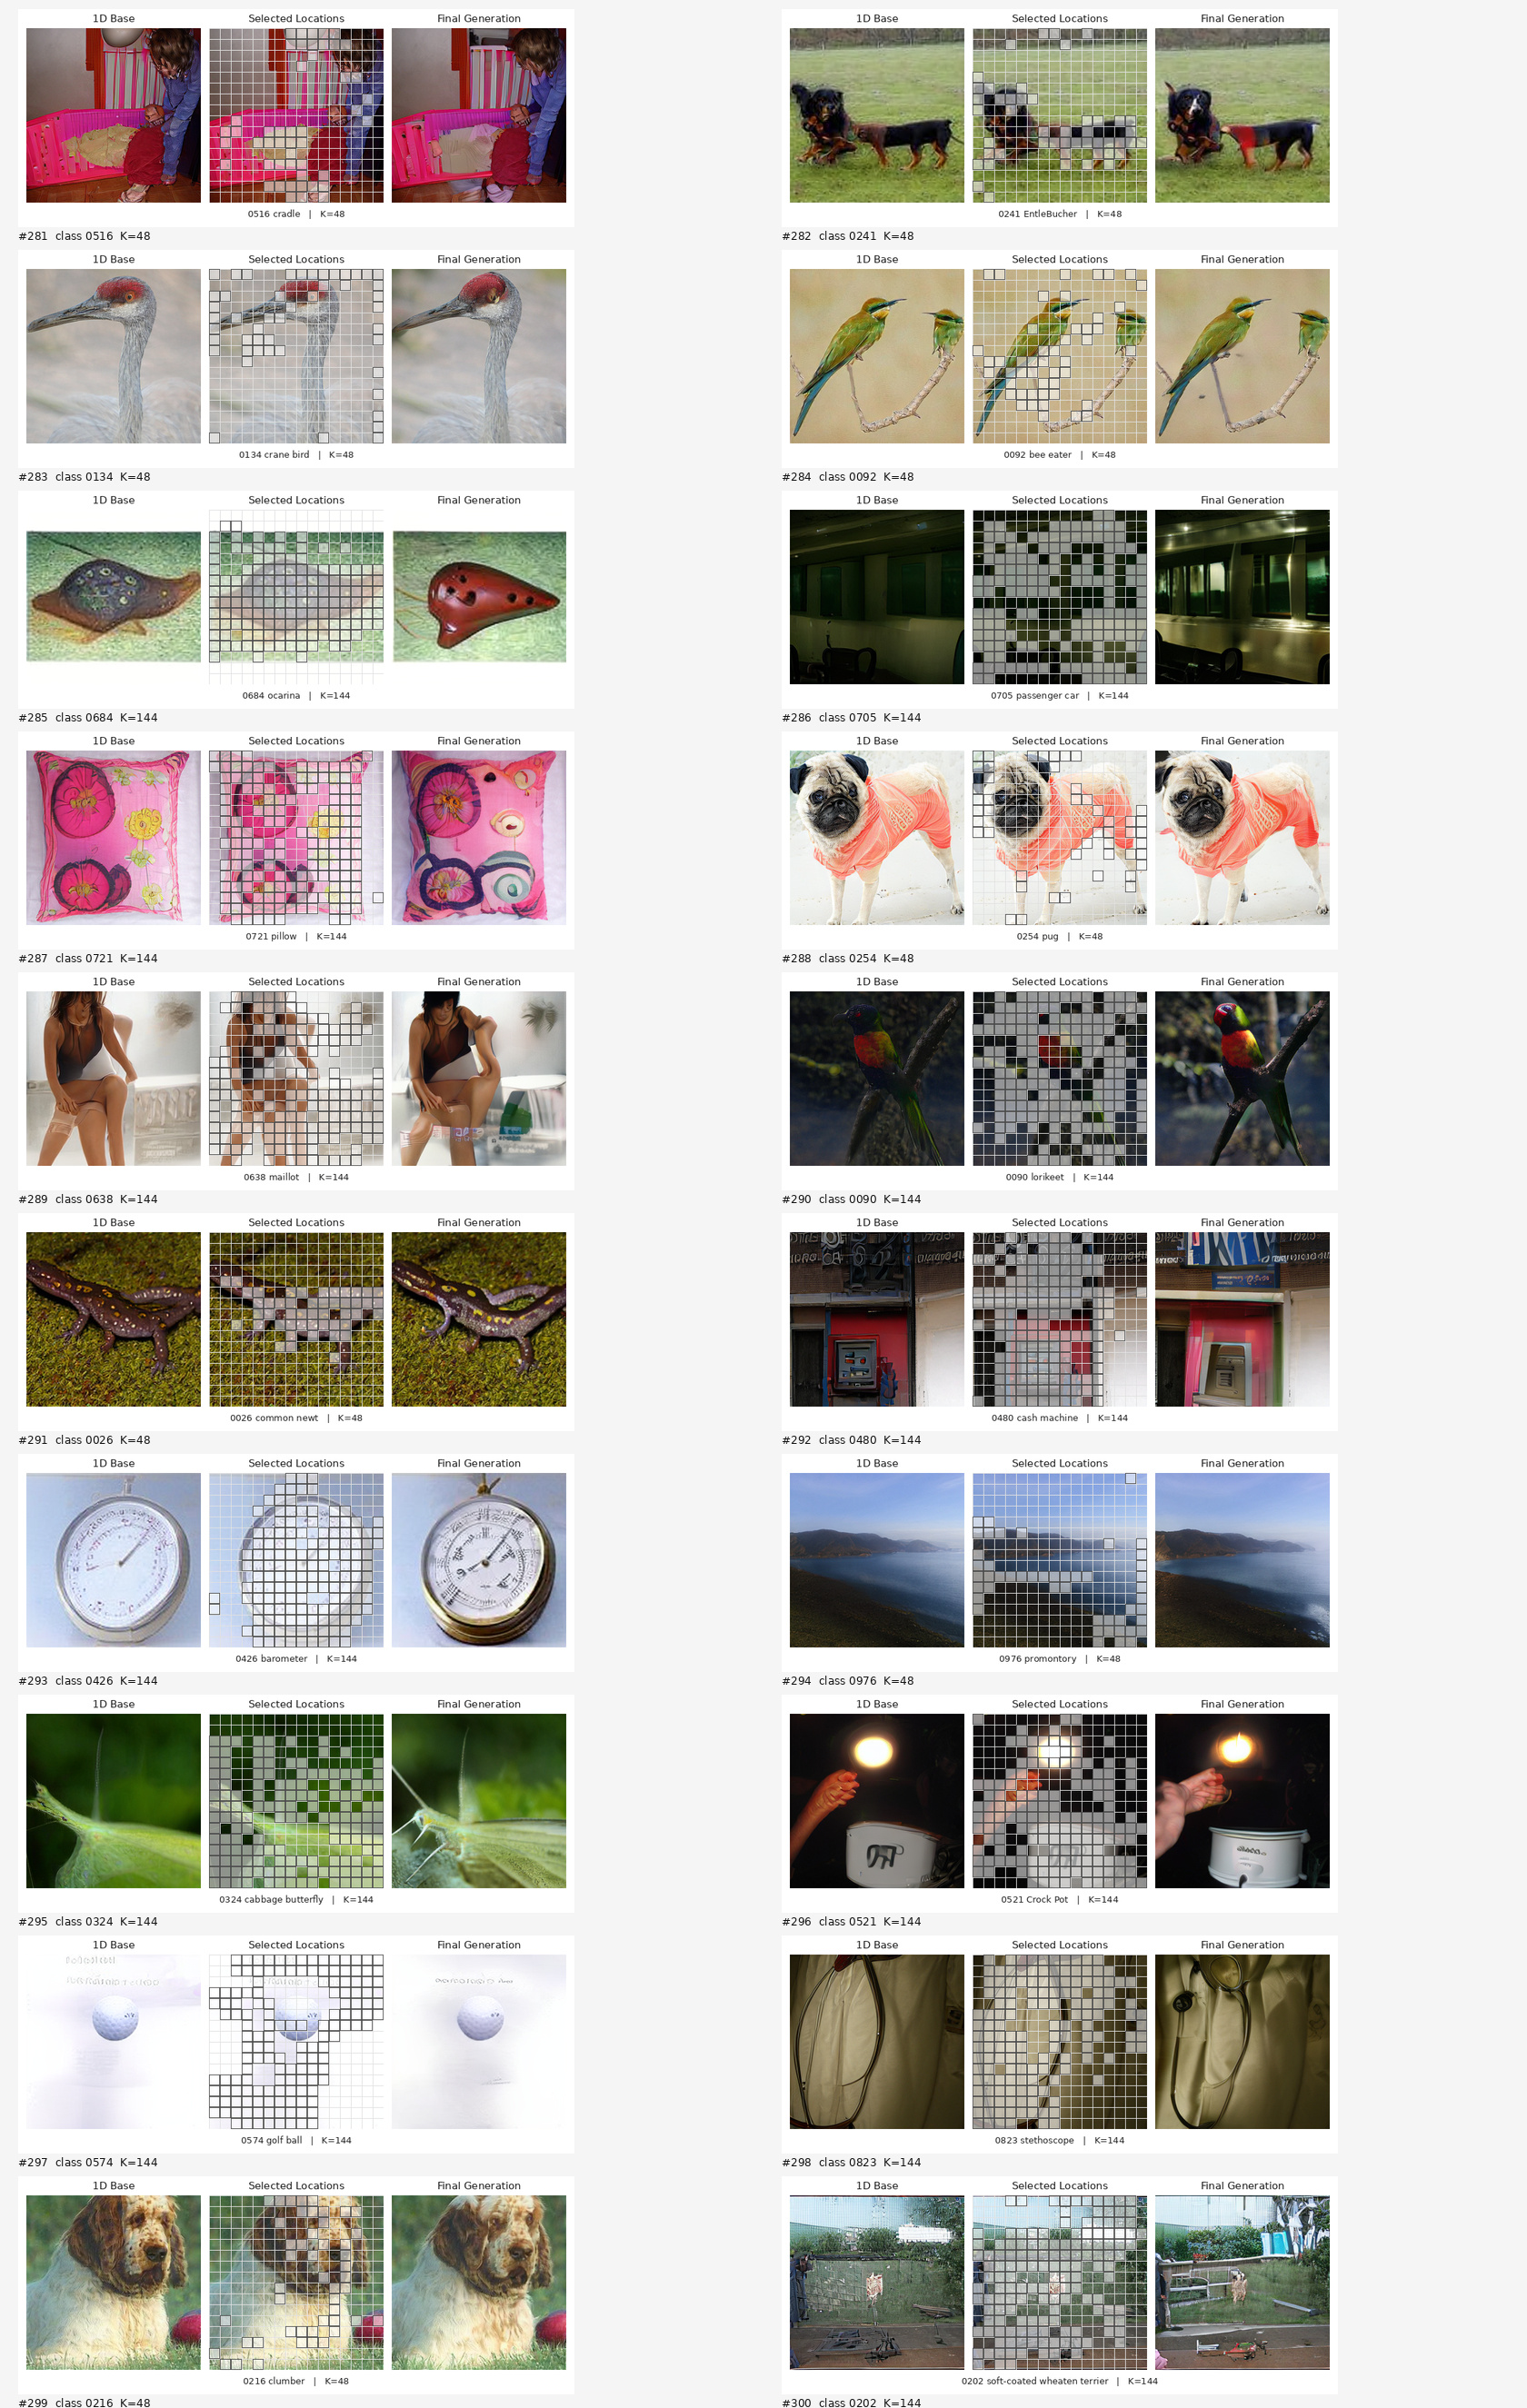 1D Base Selected Locations Final Generation
0516 cradle | K=48
#281 class 0516 K=48
1D Base Selected Locations Final Generation
0241 EntleBucher | K=48
#282 class 0241 K=48
1D Base Selected Locations Final Generation
0134 crane bird | K=48
#283 class 0134 K=48
1D Base Selected Locations Final Generation
0092 bee eater | K=48
#284 class 0092 K=48
1D Base Selected Locations Final Generation
0684 ocarina | K=144
#285 class 0684 K=144
1D Base Selected Locations Final Generation
0705 passenger car | K=144
#286 class 0705 K=144
1D Base Selected Locations Final Generation
0721 pillow | K=144
#287 class 0721 K=144
1D Base Selected Locations Final Generation
0254 pug | K=48
#288 class 0254 K=48
1D Base Selected Locations Final Generation
0638 maillot | K=144
#289 class 0638 K=144
1D Base Selected Locations Final Generation
0090 lorikeet | K=144
#290 class 0090 K=144
1D Base Selected Locations Final Generation
0026 common newt | K=48
#291 class 0026 K=48
1D Base Selected Locations Final Generation
0480 cash machine | K=144
#292 class 0480 K=144
1D Base Selected Locations Final Generation
0426 barometer | K=144
#293 class 0426 K=144
1D Base Selected Locations Final Generation
0976 promontory | K=48
#294 class 0976 K=48
1D Base Selected Locations Final Generation
0324 cabbage butterfly | K=144
#295 class 0324 K=144
1D Base Selected Locations Final Generation
0521 Crock Pot | K=144
#296 class 0521 K=144
1D Base Selected Locations Final Generation
0574 golf ball | K=144
#297 class 0574 K=144
1D Base Selected Locations Final Generation
0823 stethoscope | K=144
#298 class 0823 K=144
1D Base Selected Locations Final Generation
0216 clumber | K=48
#299 class 0216 K=48
1D Base Selected Locations Final Generation
0202 soft-coated wheaten terrier | K=144
#300 class 0202 K=144